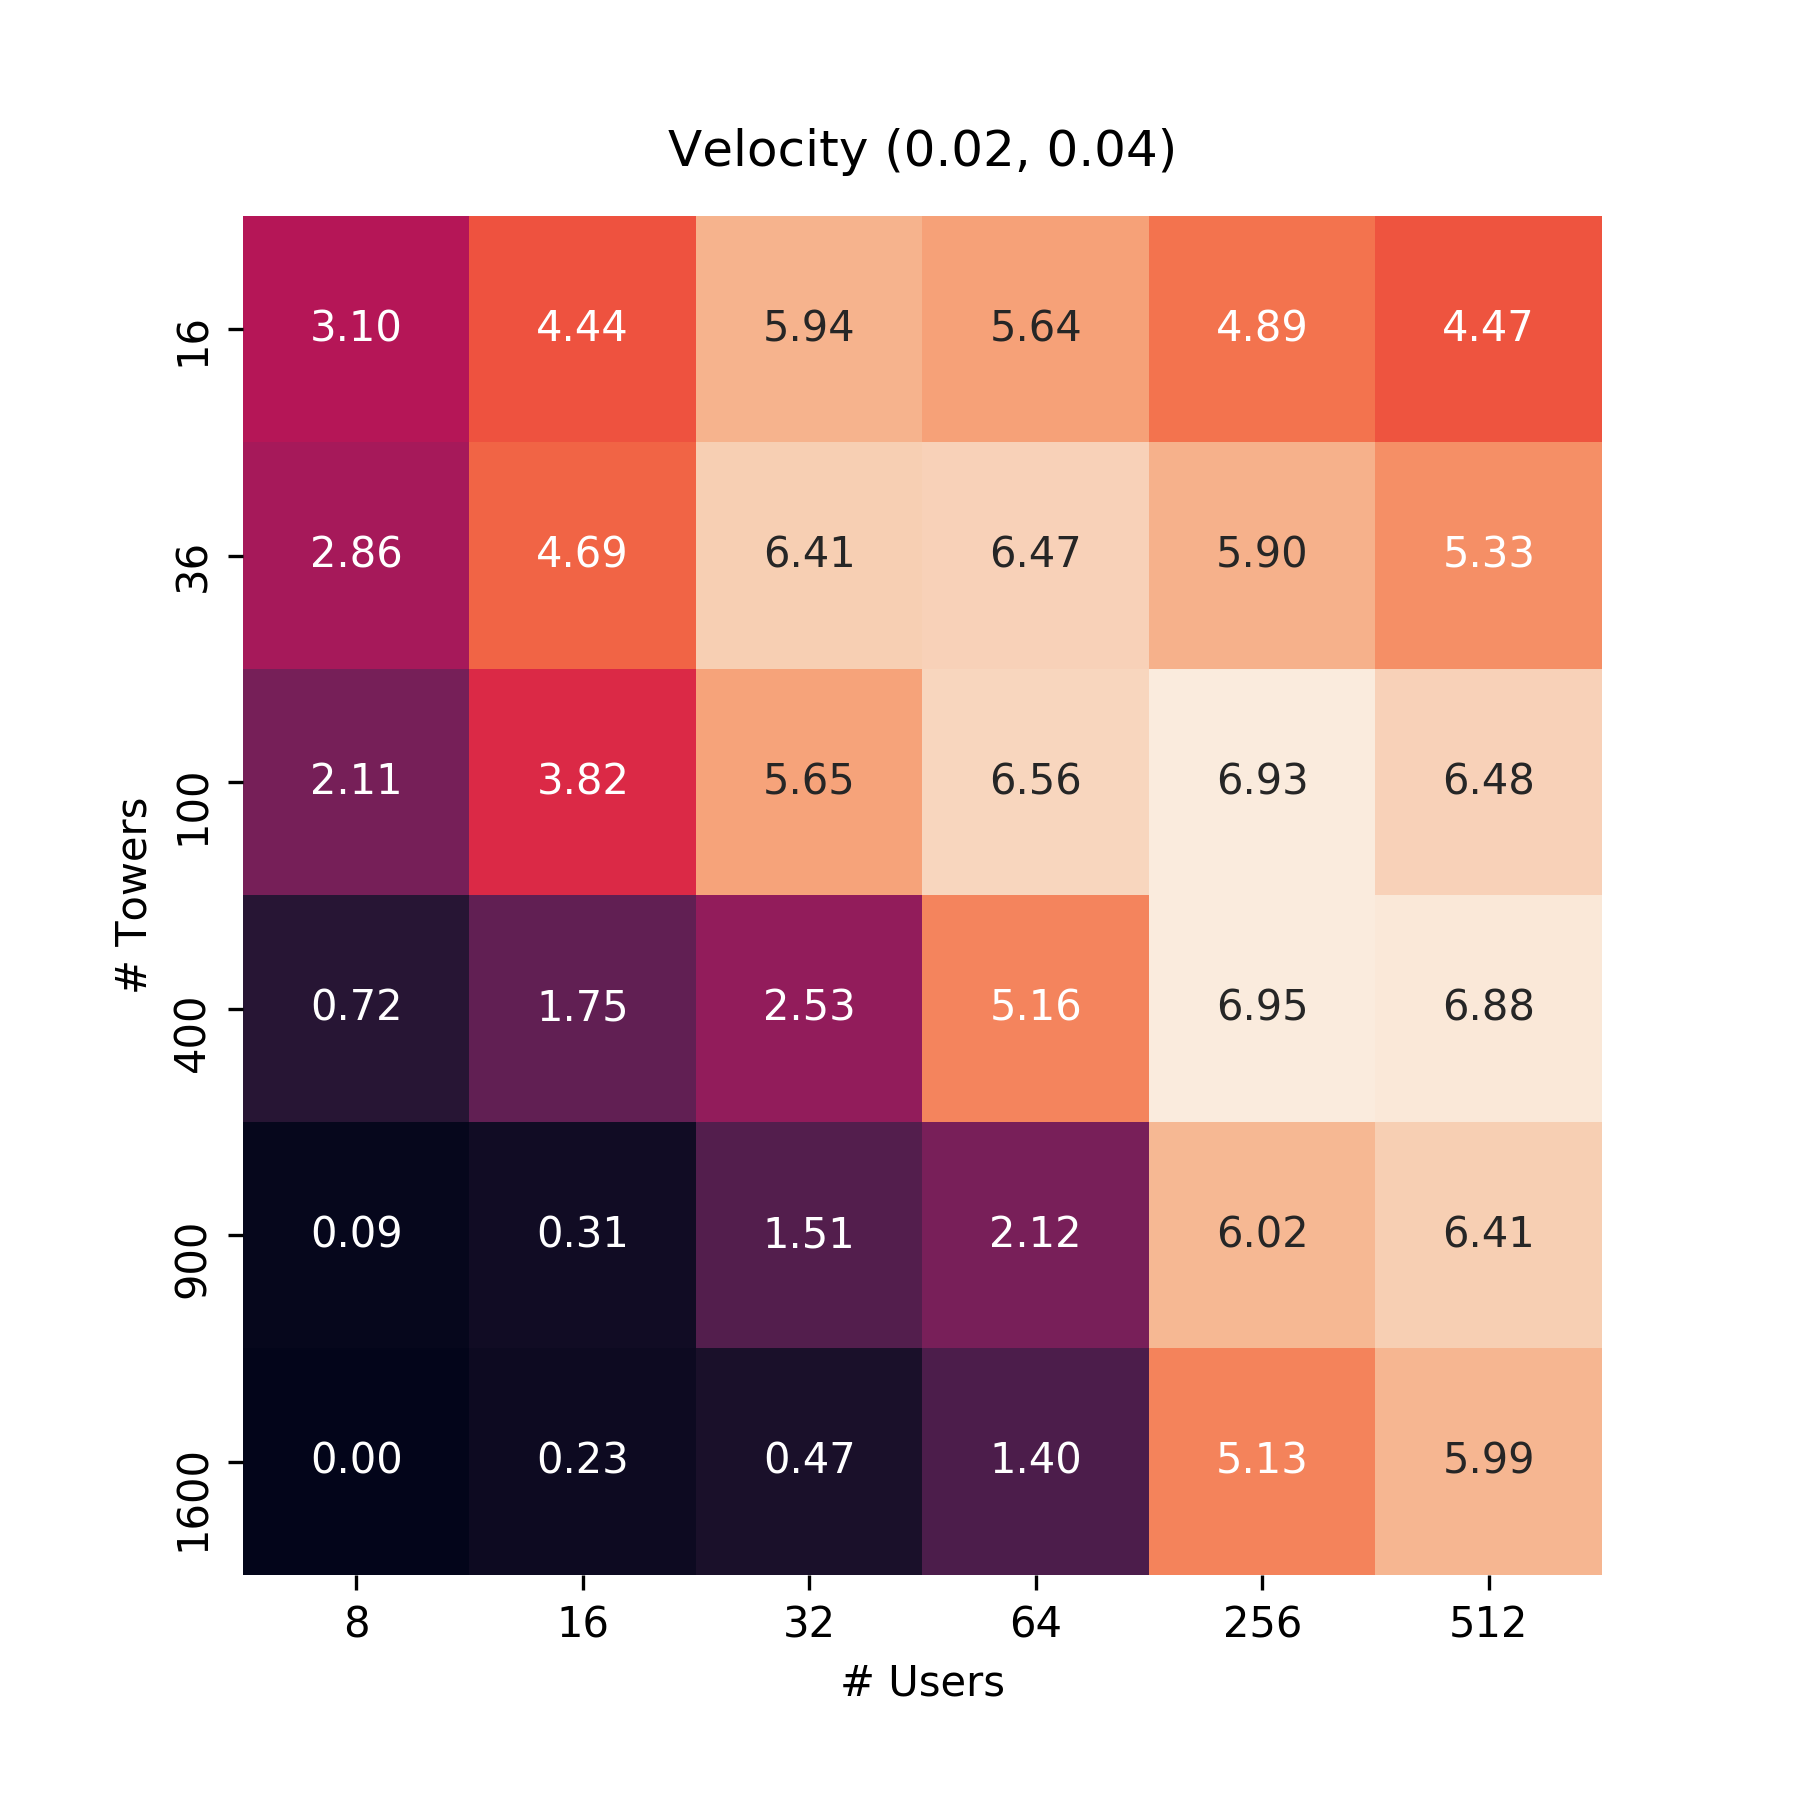 Velocity (0.02, 0.04)
# Towers
16 3.10 4.44 5.94 5.64 4.89 4.47
36 2.86 4.69 6.41 6.47 5.90 5.33
100 2.11 3.82 5.65 6.56 6.93 6.48
400 0.72 1.75 2.53 5.16 6.95 6.88
900 0.09 0.31 1.51 2.12 6.02 6.41
1600 0.00 0.23 0.47 1.40 5.13 5.99
8 16 32 64 256 512
# Users